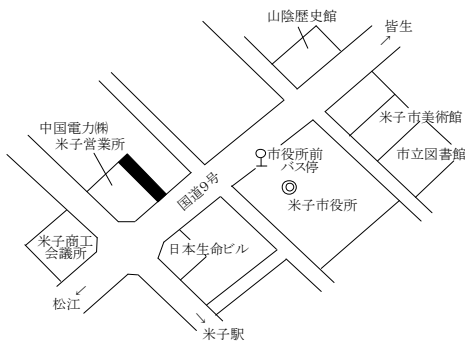 山陰歴史館
皆生
↗
中国電力㈱
米子営業所
米子市美術館
市立図書館
市役所前
バス停
国道9号
◎
米子市役所
米子商工
会議所
日本生命ビル
松江
↙
↘
米子駅